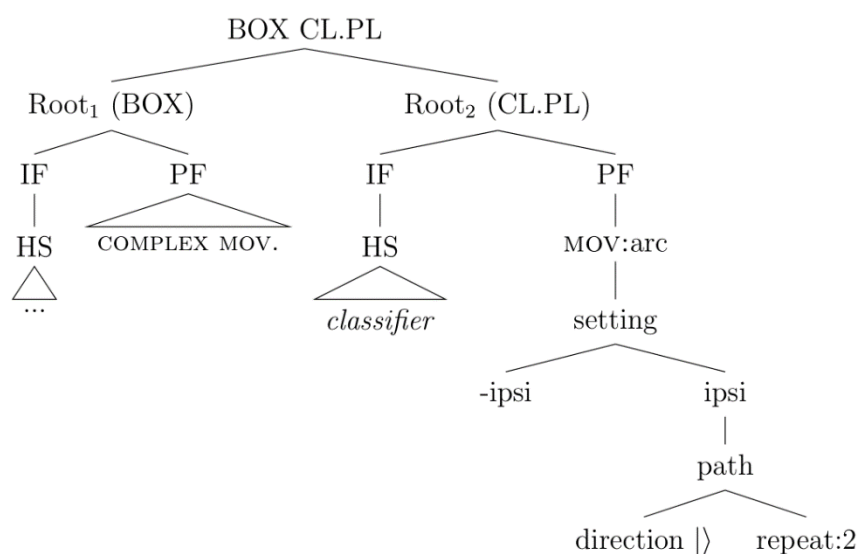 BOX CL.PL
Root₁ (BOX) Root₂ (CL.PL)
IF PF IF PF
HS COMPLEX MOV. HS MOV:arc
... classifier setting
-ipsi ipsi
path
direction |⟩ repeat:2